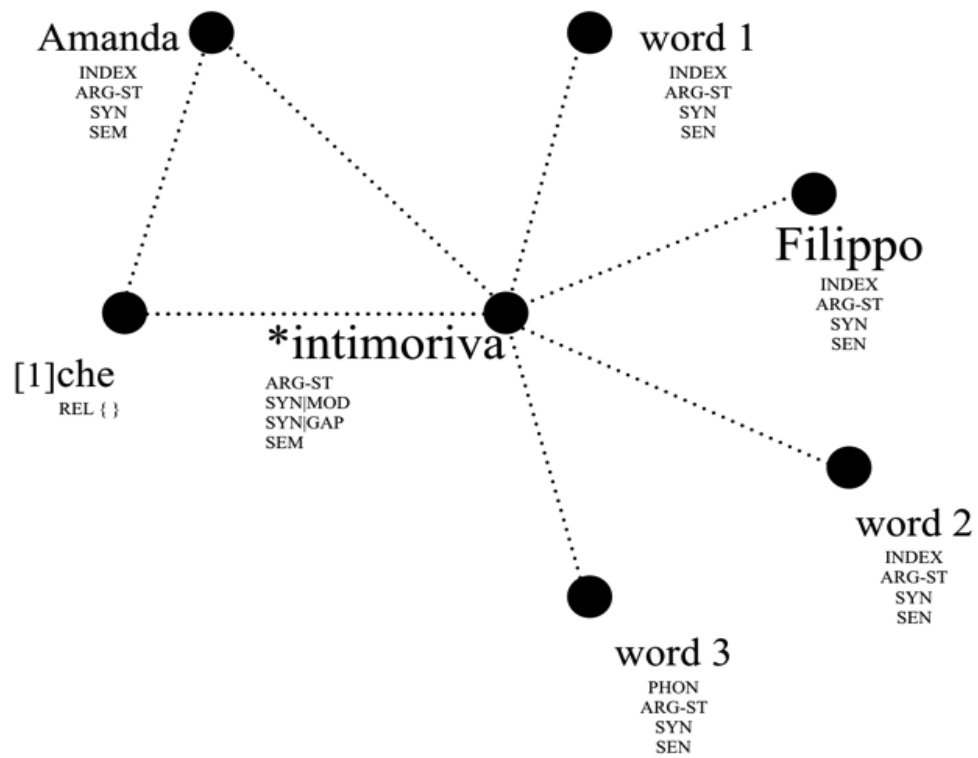 Amanda
INDEX
ARG-ST
SYN
SEM
word 1
INDEX
ARG-ST
SYN
SEN
Filippo
INDEX
ARG-ST
SYN
SEN
[1]che
REL { }
*intimoriva
ARG-ST
SYN|MOD
SYN|GAP
SEM
word 2
INDEX
ARG-ST
SYN
SEN
word 3
PHON
ARG-ST
SYN
SEN